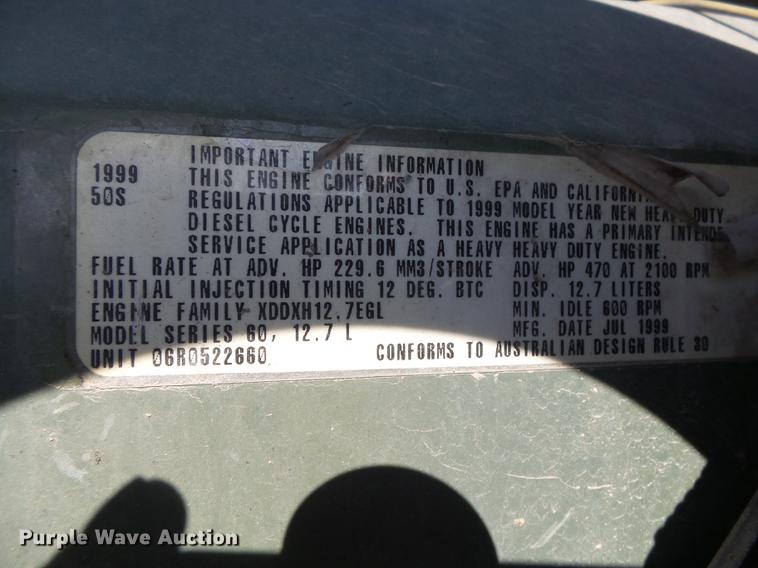 1999
50S
IMPORTANT ENGINE INFORMATION
THIS ENGINE CONFORMS TO U.S. EPA AND CALIFORNIA
REGULATIONS APPLICABLE TO 1999 MODEL YEAR NEW HEAVY DUTY
DIESEL CYCLE ENGINES. THIS ENGINE HAS A PRIMARY INTENDE
SERVICE APPLICATION AS A HEAVY HEAVY DUTY ENGINE.
FUEL RATE AT ADV. HP 229.6 MM3/STROKE ADV. HP 470 AT 2100 RPM
INITIAL INJECTION TIMING 12 DEG. BTC DISP. 12.7 LITERS
ENGINE FAMILY XDDXH12.7EGL MIN. IDLE 600 RPM
MODEL SERIES 60, 12.7 L MFG. DATE JUL 1999
UNIT 06R0522660 CONFORMS TO AUSTRALIAN DESIGN RULE 30
Purple Wave Auction